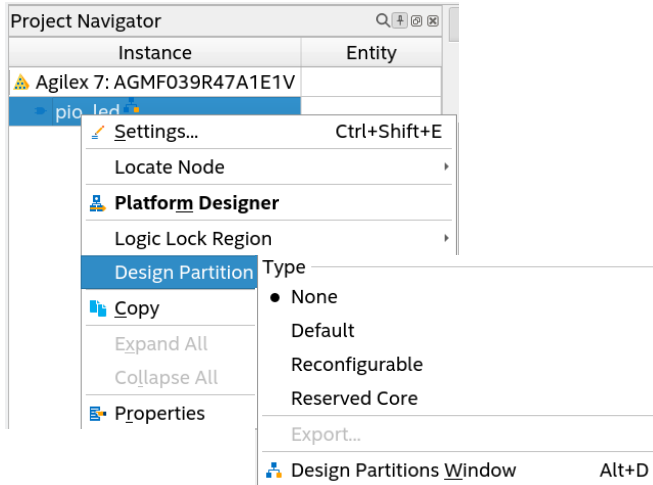 Project Navigator
Instance Entity
Agilex 7: AGMF039R47A1E1V
pio_led
Settings... Ctrl+Shift+E
Locate Node
Platform Designer
Logic Lock Region
Design Partition
Type
None
Copy
Default
Expand All
Reconfigurable
Collapse All
Reserved Core
Properties
Export...
Design Partitions Window Alt+D